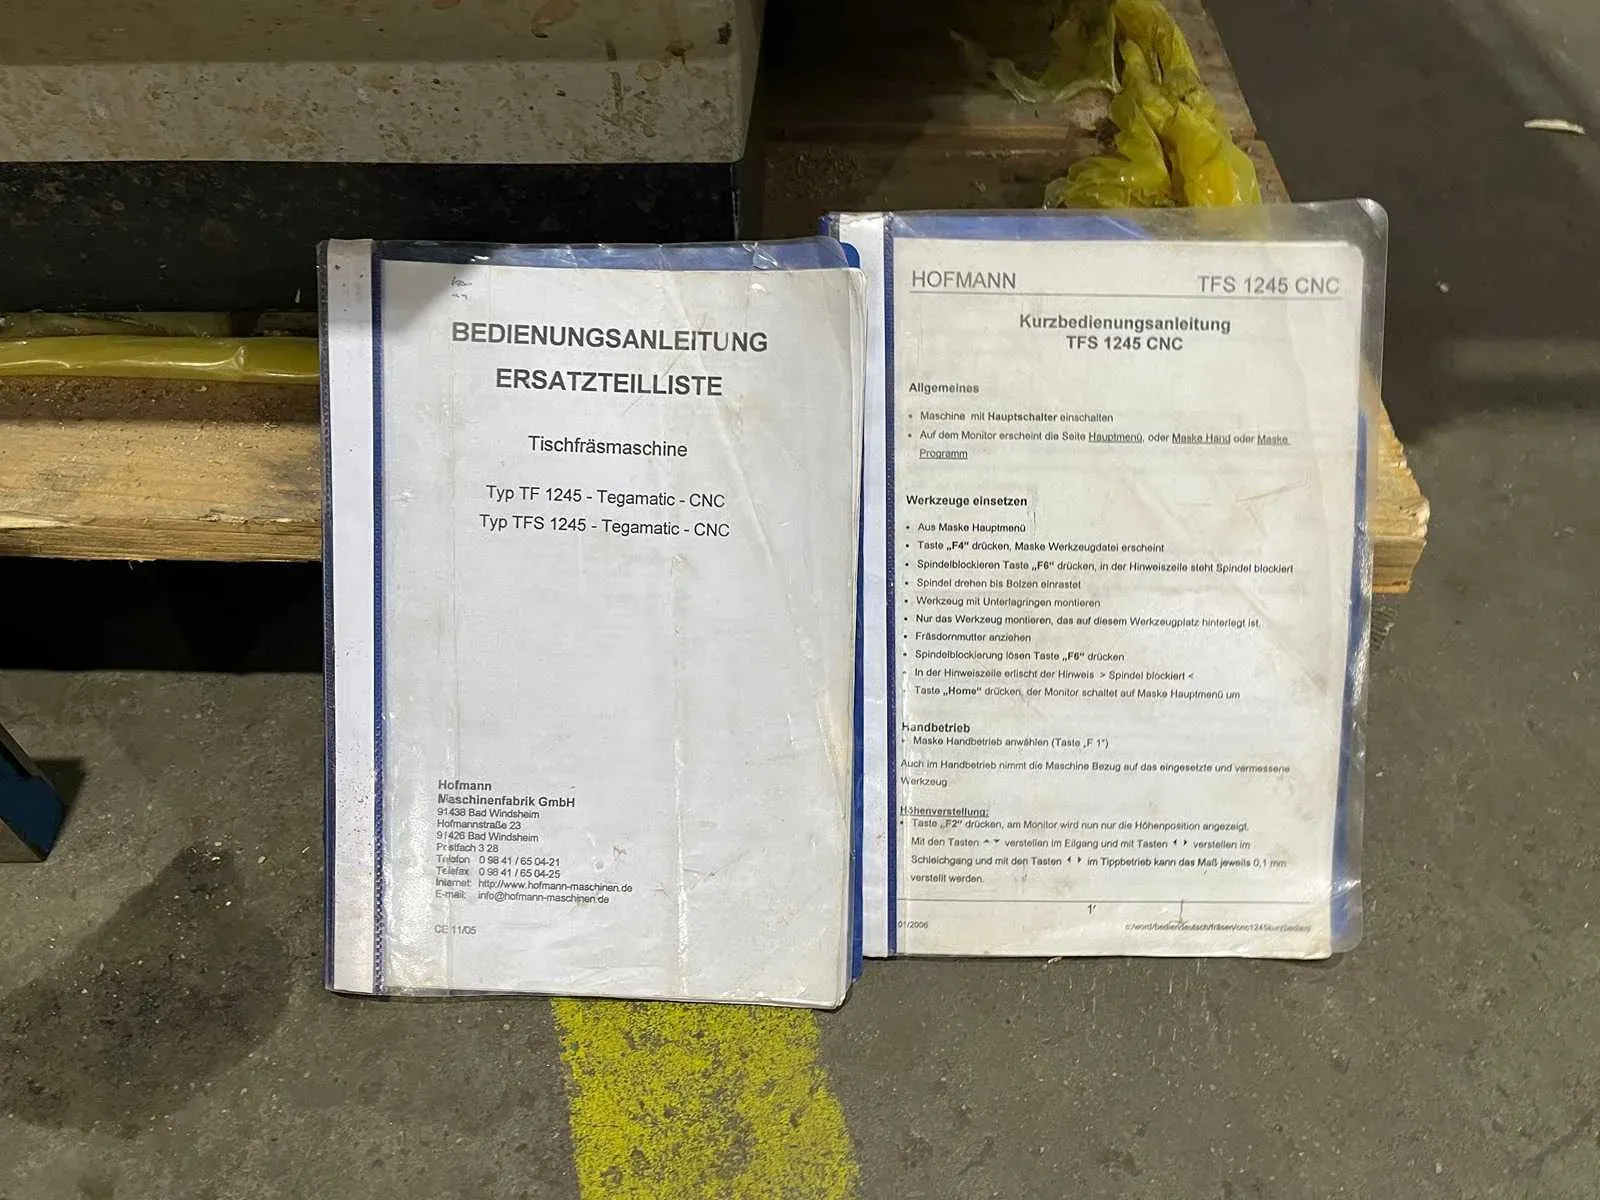 BEDIENUNGSANLEITUNG
ERSATZTEILLISTE
Tischfräsmaschine
Typ TF 1245 - Tegamatic - CNC
Typ TFS 1245 - Tegamatic - CNC
Hofmann
Maschinenfabrik GmbH
91438 Bad Windsheim
Hofmannstraße 23
91426 Bad Windsheim
Postfach 3 28
Telefon 0 98 41 / 65 04-21
Telefax 0 98 41 / 65 04-25
Internet: http://www.hofmann-maschinen.de
E-mail: info@hofmann-maschinen.de
CE 11/05
HOFMANN TFS 1245 CNC
Kurzbedienungsanleitung
TFS 1245 CNC
Allgemeines
• Maschine mit Hauptschalter einschalten
• Auf dem Monitor erscheint die Seite Hauptmenü, oder Maske Hand oder Maske
Programm
Werkzeuge einsetzen
• Aus Maske Hauptmenü
• Taste „F4“ drücken, Maske Werkzeugdatei erscheint
• Spindelblockieren Taste „F6“ drücken, in der Hinweiszeile steht Spindel blockiert
• Spindel drehen bis Bolzen einrastet
• Werkzeug mit Unterlagringen montieren
• Nur das Werkzeug montieren, das auf diesem Werkzeugplatz hinterlegt ist.
• Fräsdornmutter anziehen
• Spindelblockierung lösen Taste „F6“ drücken
• In der Hinweiszeile erlischt der Hinweis > Spindel blockiert <
• Taste „Home“ drücken, der Monitor schaltet auf Maske Hauptmenü um
Handbetrieb
• Maske Handbetrieb anwählen (Taste „F 1“)
Auch im Handbetrieb nimmt die Maschine Bezug auf das eingesetzte und vermessene
Werkzeug
Höhenverstellung:
• Taste „F2“ drücken, am Monitor wird nun nur die Höhenposition angezeigt.
Mit den Tasten ▲ ▼ verstellen im Eilgang und mit Tasten ◄ ► verstellen im
Schleichgang und mit den Tasten ◄ ► im Tippbetrieb kann das Maß jeweils 0,1 mm
verstellt werden.
1
01/2006